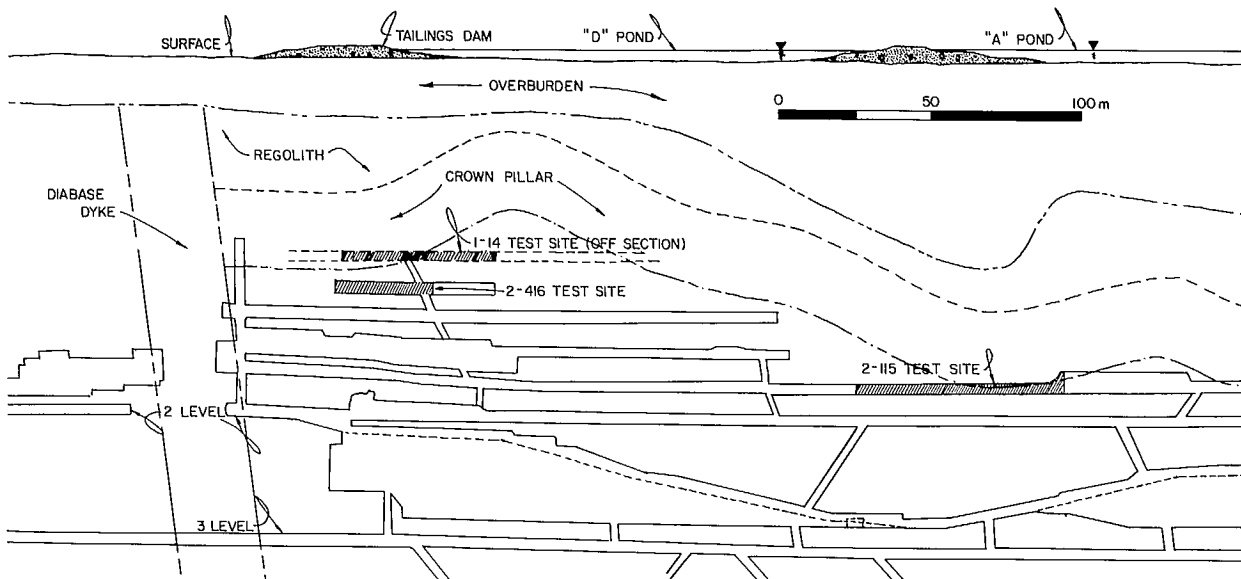 SURFACE
TAILINGS DAM
"D" POND
"A" POND
OVERBURDEN
0 50 100 m
REGOLITH
CROWN PILLAR
DIABASE
DYKE
1-14 TEST SITE (OFF SECTION)
2-416 TEST SITE
2-115 TEST SITE
2 LEVEL
3 LEVEL